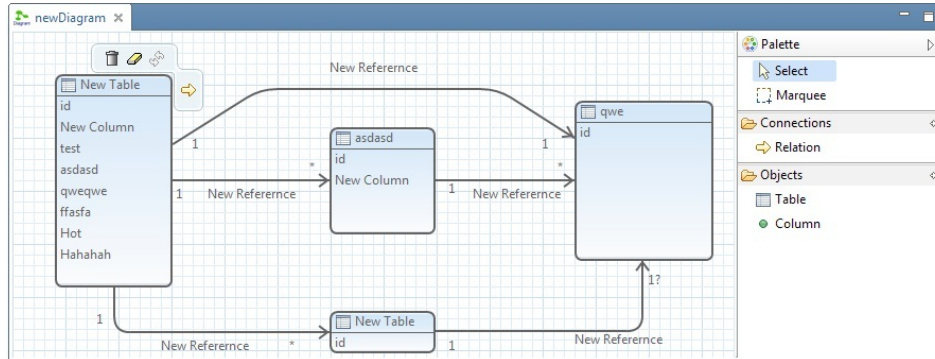 newDiagram
Diagram
New Table
id
New Column
test
asdasd
qweqwe
ffasfa
Hot
Hahahah
New Referernce
1
1
1
New Referernce
*
asdasd
id
New Column
1
New Referernce
*
qwe
id
1
New Referernce
*
New Table
id
1
New Referernce
1?
Palette
Select
Marquee
Connections
Relation
Objects
Table
Column